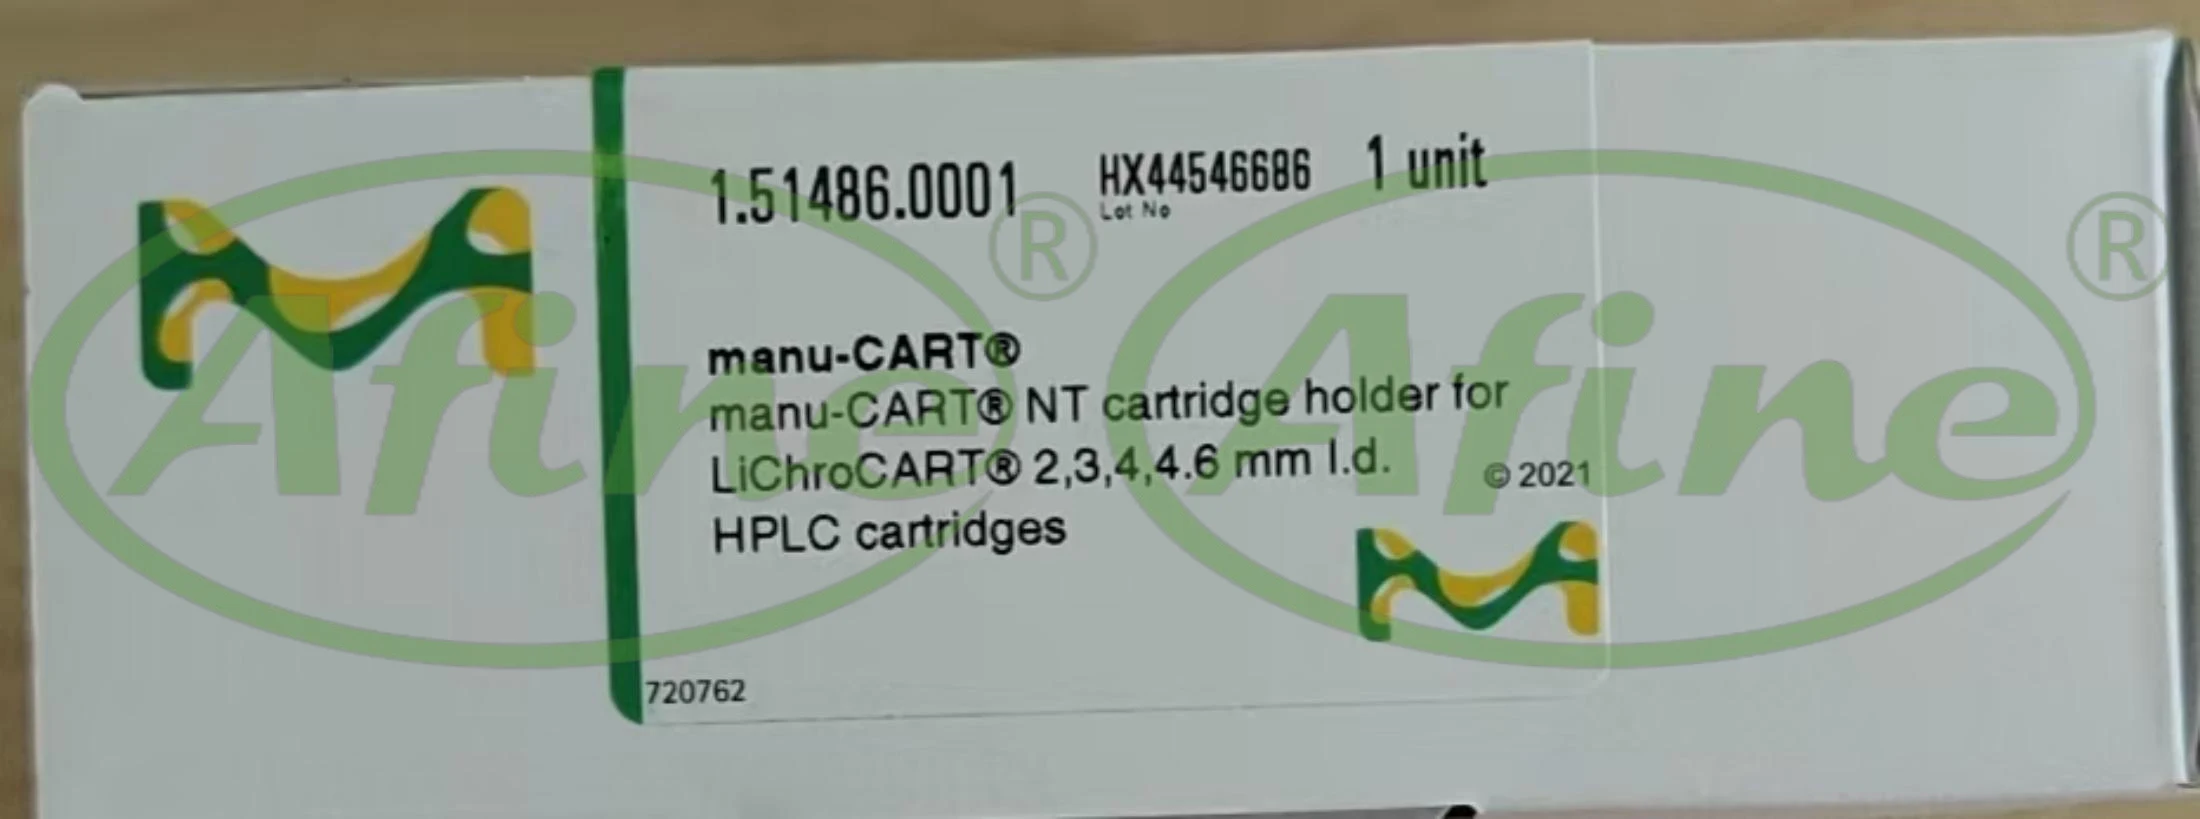 1.51486.0001 HX44546686 1 unit
Lot No
manu-CART®
manu-CART® NT cartridge holder for
LiChroCART® 2,3,4,4.6 mm I.d.
© 2021
HPLC cartridges
720762
Afine®
Afine®